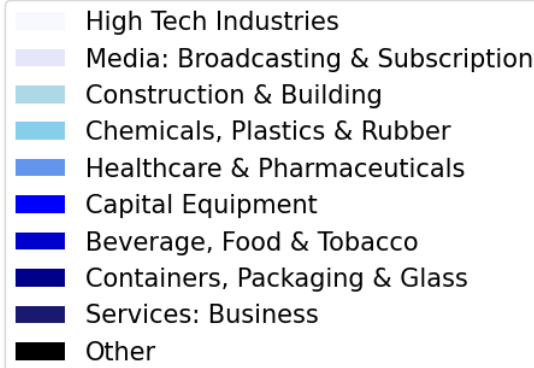 High Tech Industries
Media: Broadcasting & Subscription
Construction & Building
Chemicals, Plastics & Rubber
Healthcare & Pharmaceuticals
Capital Equipment
Beverage, Food & Tobacco
Containers, Packaging & Glass
Services: Business
Other